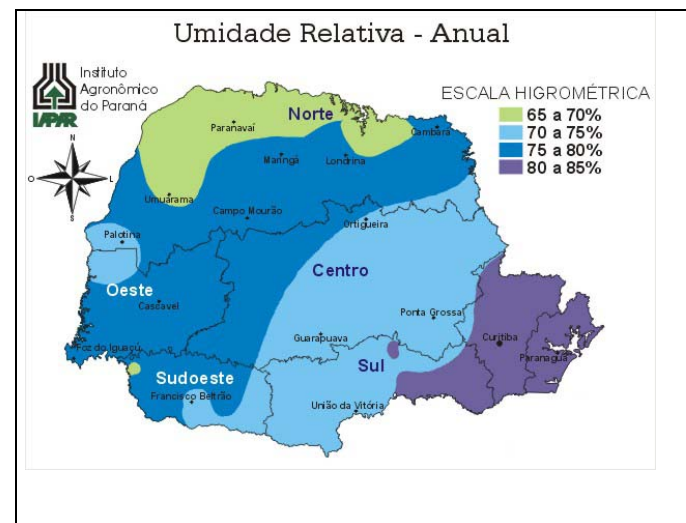 Umidade Relativa - Anual
Instituto
Agronômico
do Paraná
IAPAR
N
O
L
S
ESCALA HIGROMÉTRICA
65 a 70%
70 a 75%
75 a 80%
80 a 85%
Norte
Paranavaí
Cambará
Maringá
Londrina
Umuarama
Campo Mourão
Ortigueira
Palotina
Centro
Oeste
Cascavel
Ponta Grossa
Guarapuava
Curitiba
Foz do Iguaçú
Paranaguá
Sul
Sudoeste
Francisco Beltrão
União da Vitória